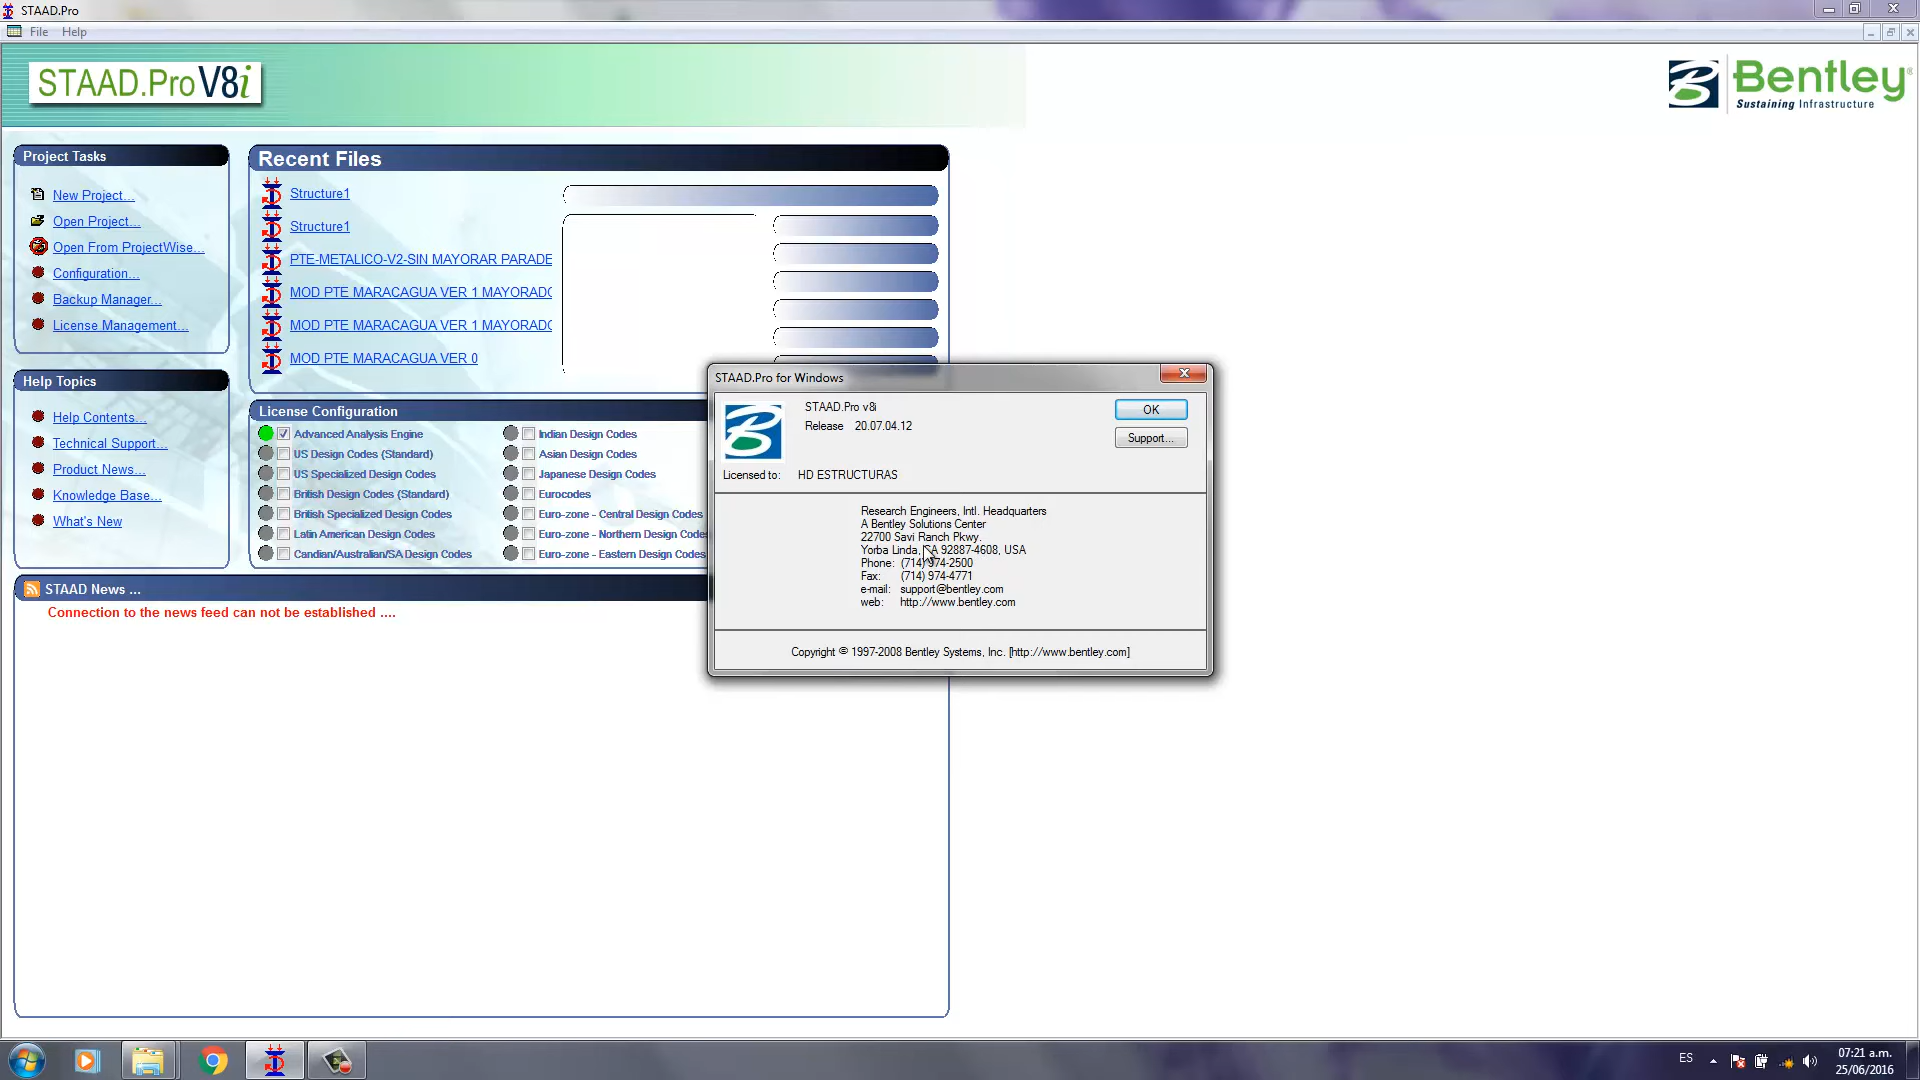 STAAD.Pro
File Help
STAAD.Pro V8i
Bentley
Sustaining Infrastructure
Project Tasks
New Project...
Open Project...
Open From ProjectWise...
Configuration...
Backup Manager...
License Management...
Help Topics
Help Contents...
Technical Support...
Product News...
Knowledge Base...
What's New
Recent Files
Structure1
Structure1
PTE-METALICO-V2-SIN MAYORAR PARADE
MOD PTE MARACAGUA VER 1 MAYORADO
MOD PTE MARACAGUA VER 1 MAYORADO
MOD PTE MARACAGUA VER 0
License Configuration
Advanced Analysis Engine
US Design Codes (Standard)
US Specialized Design Codes
British Design Codes (Standard)
British Specialized Design Codes
Latin American Design Codes
Candian/Australian/SA Design Codes
Indian Design Codes
Asian Design Codes
Japanese Design Codes
Eurocodes
Euro-zone - Central Design Codes
Euro-zone - Northern Design Codes
Euro-zone - Eastern Design Codes
STAAD News ...
Connection to the news feed can not be established ....
STAAD.Pro for Windows
STAAD.Pro v8i
Release 20.07.04.12
Licensed to: HD ESTRUCTURAS
OK
Support...
Research Engineers, Intl. Headquarters
A Bentley Solutions Center
22700 Savi Ranch Pkwy.
Yorba Linda, CA 92887-4608, USA
Phone: (714) 974-2500
Fax: (714) 974-4771
e-mail: support@bentley.com
web: http://www.bentley.com
Copyright © 1997-2008 Bentley Systems, Inc. [http://www.bentley.com]
ES
07:21 a.m.
25/06/2016